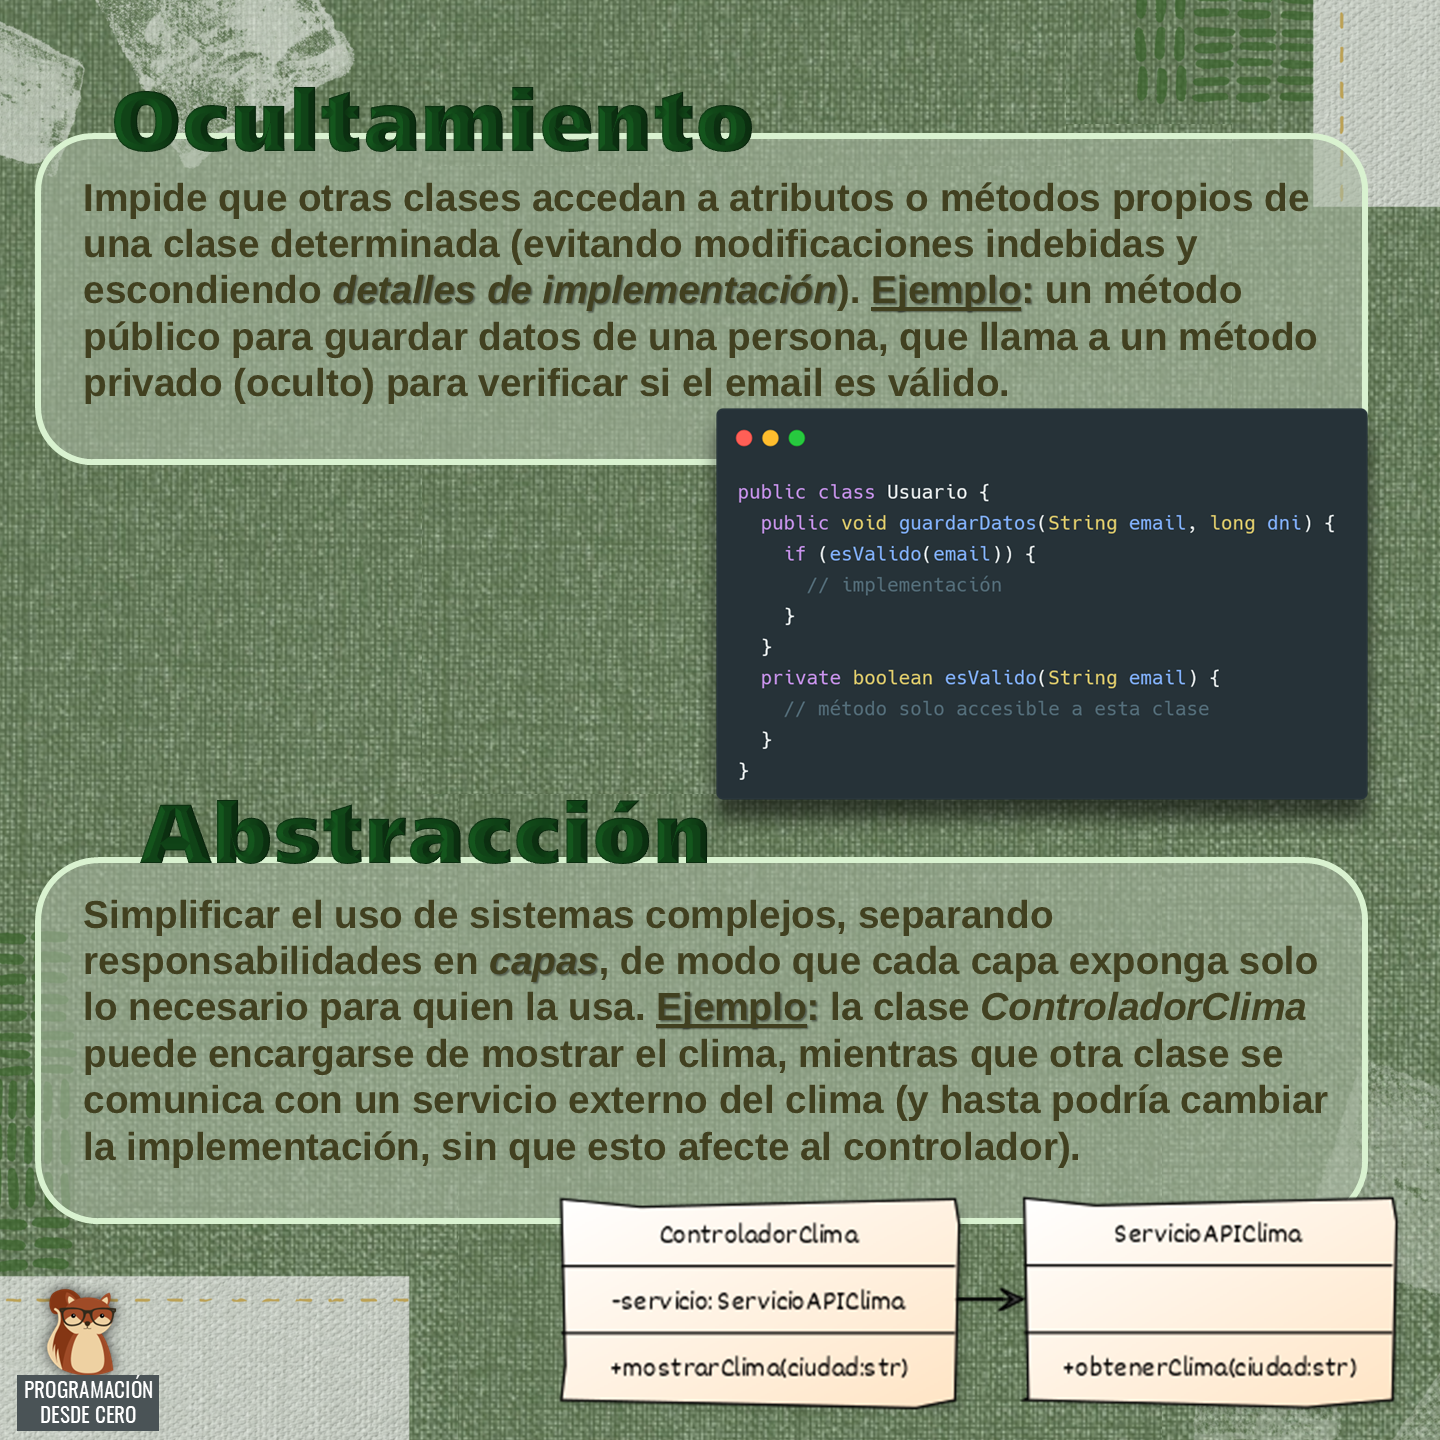 Ocultamiento
Impide que otras clases accedan a atributos o métodos propios de
una clase determinada (evitando modificaciones indebidas y
escondiendo detalles de implementación). Ejemplo: un método
público para guardar datos de una persona, que llama a un método
privado (oculto) para verificar si el email es válido.
public class Usuario {
public void guardarDatos(String email, long dni) {
if (esValido(email)) {
// implementación
}
}
private boolean esValido(String email) {
// método solo accesible a esta clase
}
}
Abstracción
Simplificar el uso de sistemas complejos, separando
responsabilidades en capas, de modo que cada capa exponga solo
lo necesario para quien la usa. Ejemplo: la clase ControladorClima
puede encargarse de mostrar el clima, mientras que otra clase se
comunica con un servicio externo del clima (y hasta podría cambiar
la implementación, sin que esto afecte al controlador).
ControladorClima
-servicio: ServicioAPIClima
+mostrarClima(ciudad:str)
ServicioAPIClima
+obtenerClima(ciudad:str)
PROGRAMACIÓN
DESDE CERO